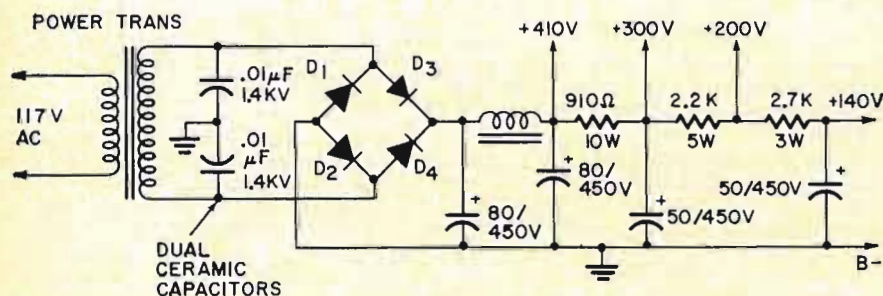 POWER TRANS
117V
AC
.01µF
1.4KV
.01
µF
1.4KV
DUAL
CERAMIC
CAPACITORS
D1
D3
D2
D4
+
80/
450V
+410V
+
80/
450V
910Ω
10W
+300V
+
50/450V
2.2K
5W
+200V
2.7K
3W
+140V
50/450V
+
B-